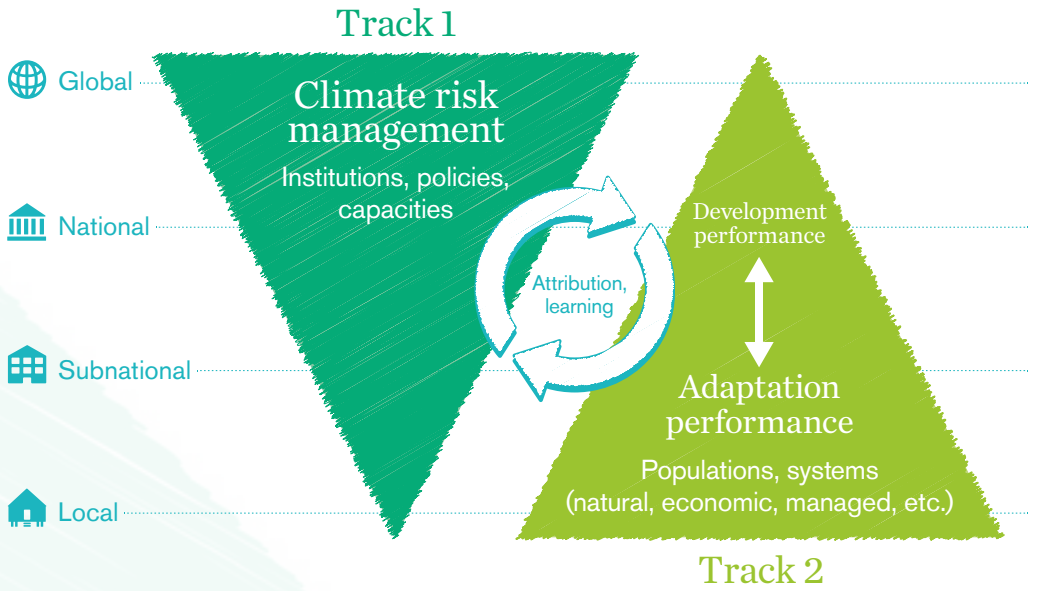 Track 1
Global
Climate risk
management
Institutions, policies,
capacities
National
Development
performance
Attribution,
learning
Subnational
Adaptation
performance
Populations, systems
(natural, economic, managed, etc.)
Local
Track 2